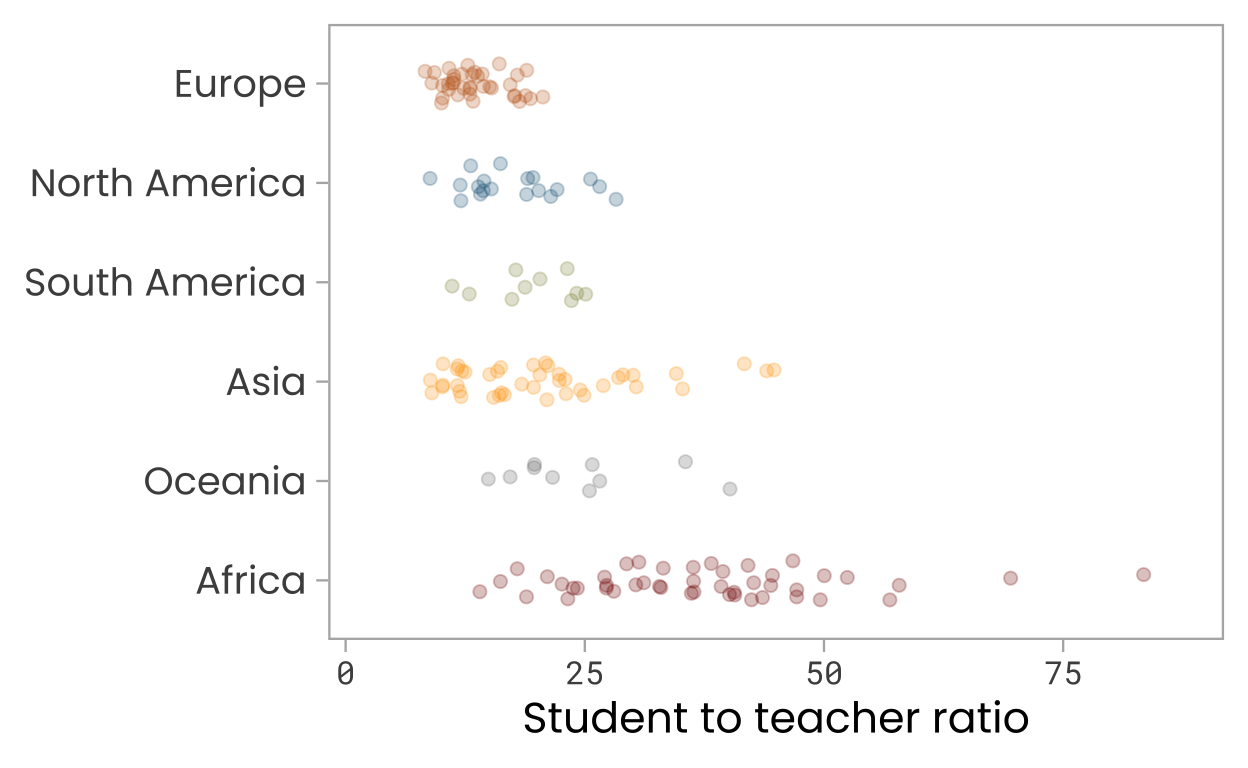 Europe
North America
South America
Asia
Oceania
Africa
0 25 50 75
Student to teacher ratio